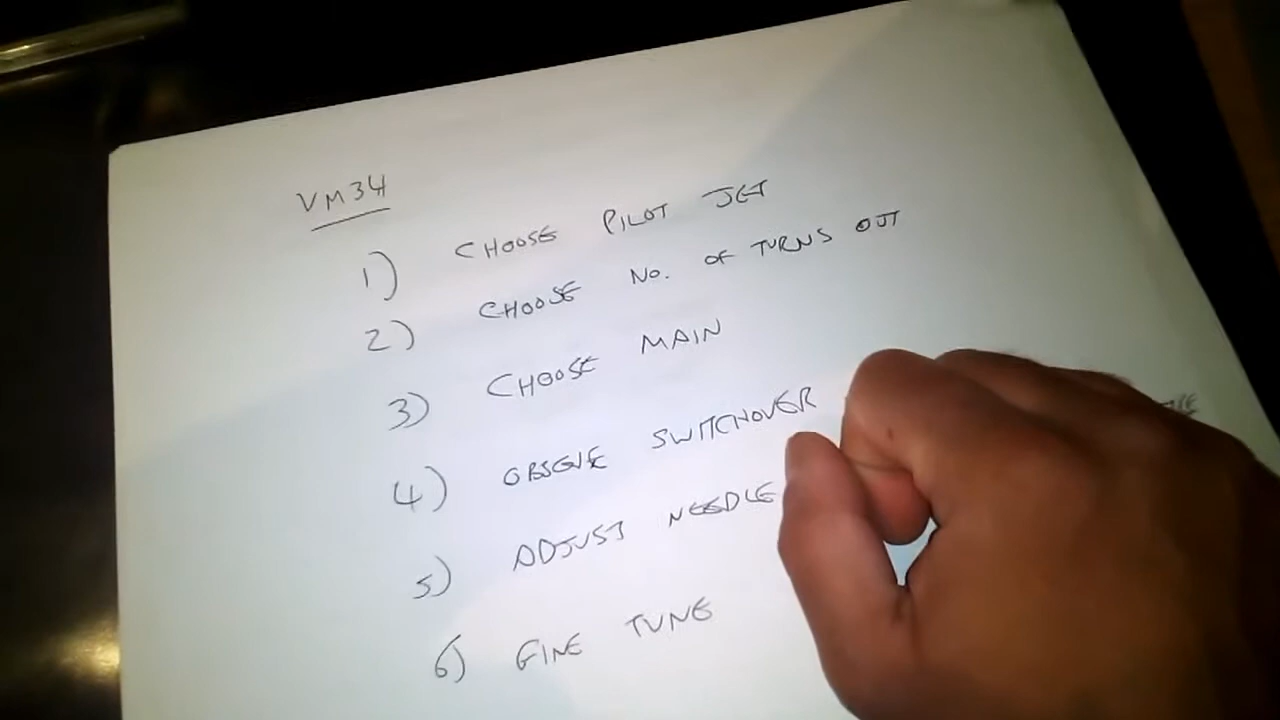 VM34
1) CHOOSE PILOT JET
2) CHOOSE No. OF TURNS OUT
3) CHOOSE MAIN
4) OBSEVE SWITCHOVER
5) ADJUST NEEDLE
6) FINE TUNE